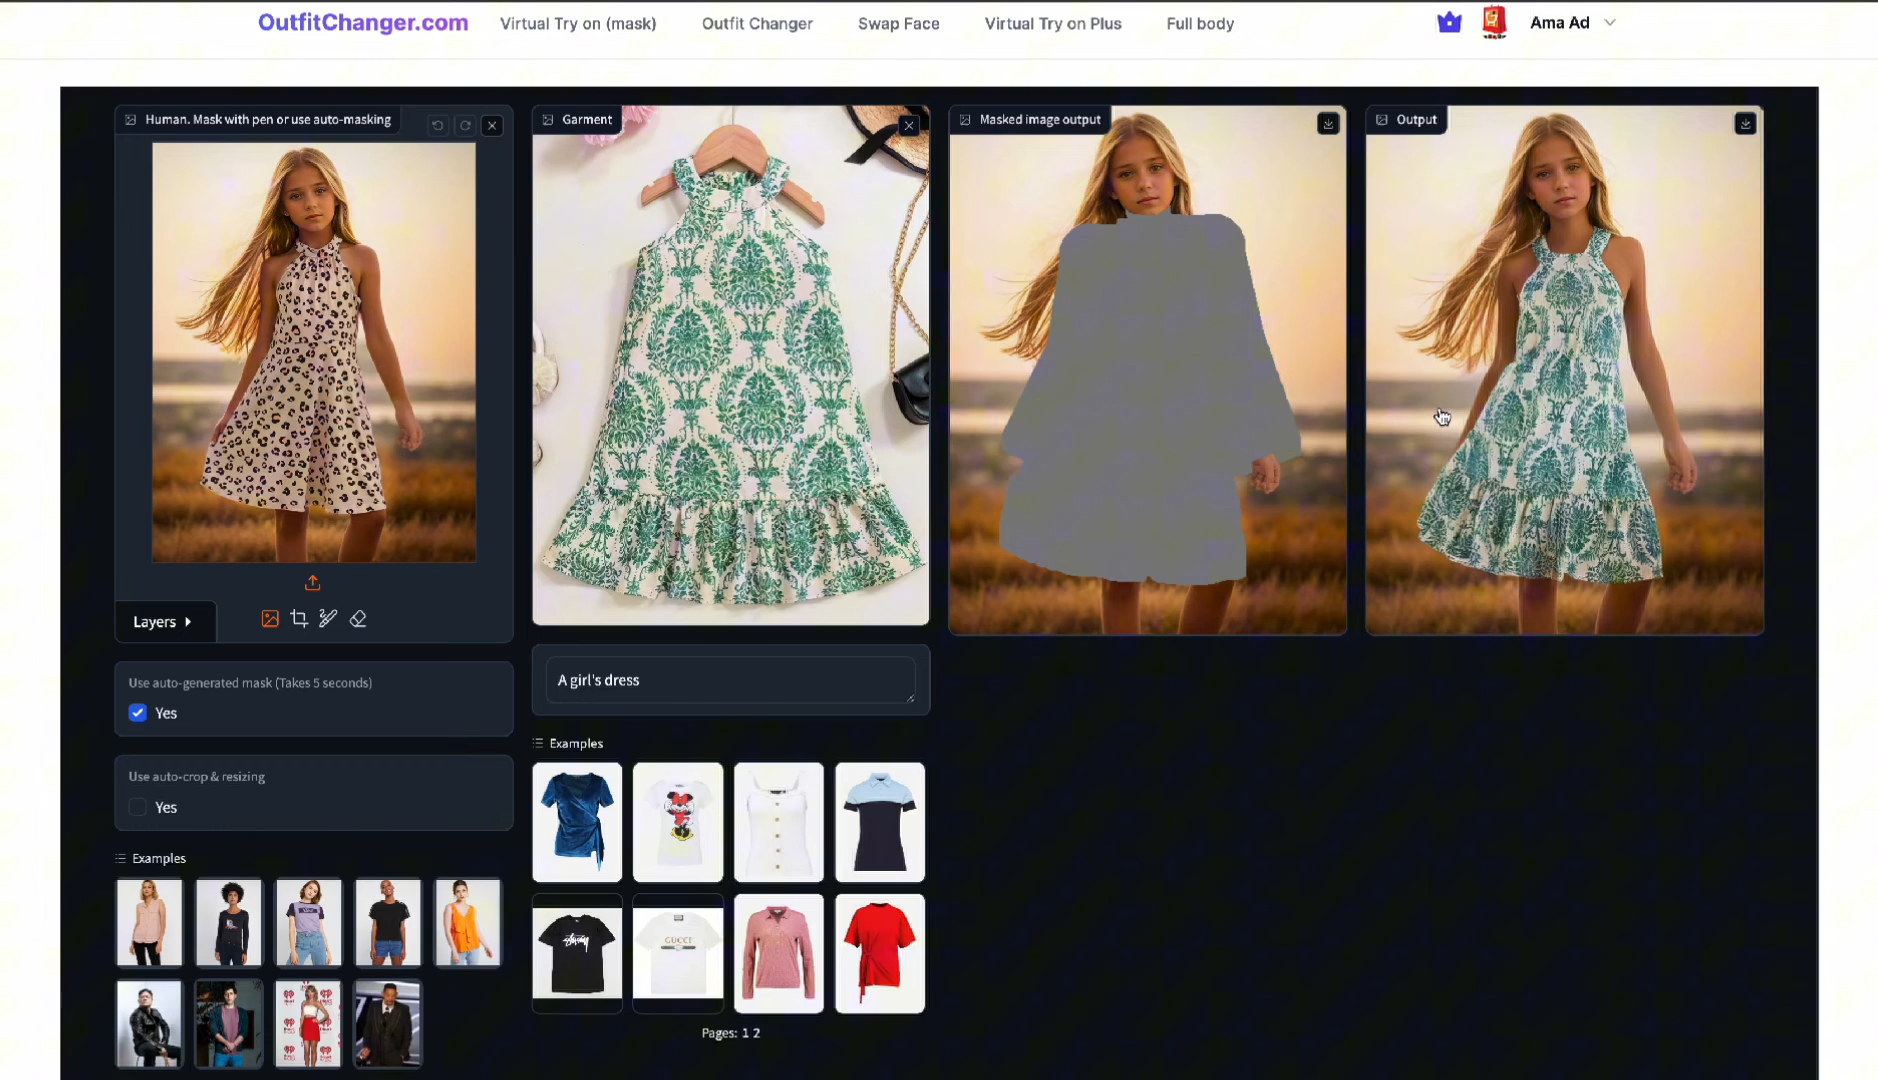 OutfitChanger.com
Virtual Try on (mask)
Outfit Changer
Swap Face
Virtual Try on Plus
Full body
Ama Ad
Human. Mask with pen or use auto-masking
Garment
Masked image output
Output
Layers
Use auto-generated mask (Takes 5 seconds)
Yes
Use auto-crop & resizing
Yes
Examples
A girl's dress
Examples
GUCCI
Pages: 1 2